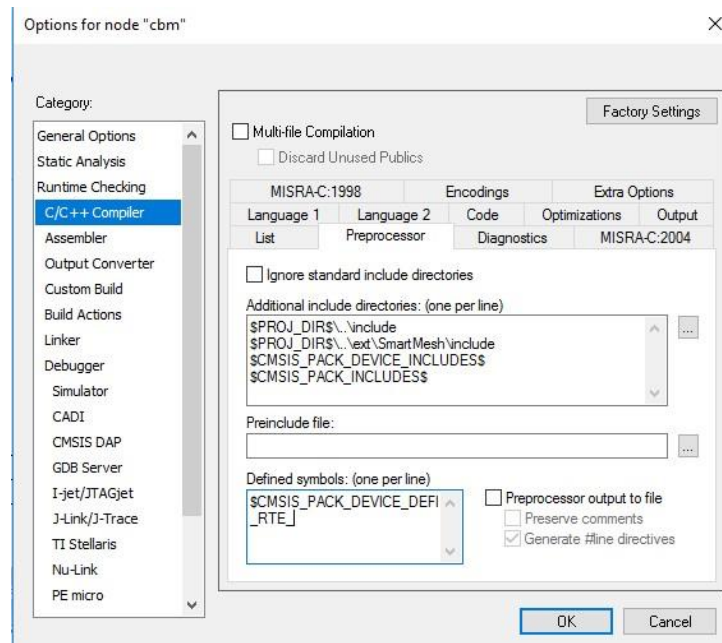 Options for node "cbm"
Category:
General Options
Static Analysis
Runtime Checking
C/C++ Compiler
Assembler
Output Converter
Custom Build
Build Actions
Linker
Debugger
Simulator
CADI
CMSIS DAP
GDB Server
I-jet/JTAGjet
J-Link/J-Trace
TI Stellaris
Nu-Link
PE micro
Factory Settings
Multi-file Compilation
Discard Unused Publics
MISRA-C:1998 Encodings Extra Options
Language 1 Language 2 Code Optimizations Output
List Preprocessor Diagnostics MISRA-C:2004
Ignore standard include directories
Additional include directories: (one per line)
$PROJ_DIR$\..\include
$PROJ_DIR$\..\ext\SmartMesh\include
$CMSIS_PACK_DEVICE_INCLUDES$
$CMSIS_PACK_INCLUDES$
...
Preinclude file:
...
Defined symbols: (one per line)
$CMSIS_PACK_DEVICE_DEFI
_RTE_
Preprocessor output to file
Preserve comments
Generate #line directives
OK Cancel